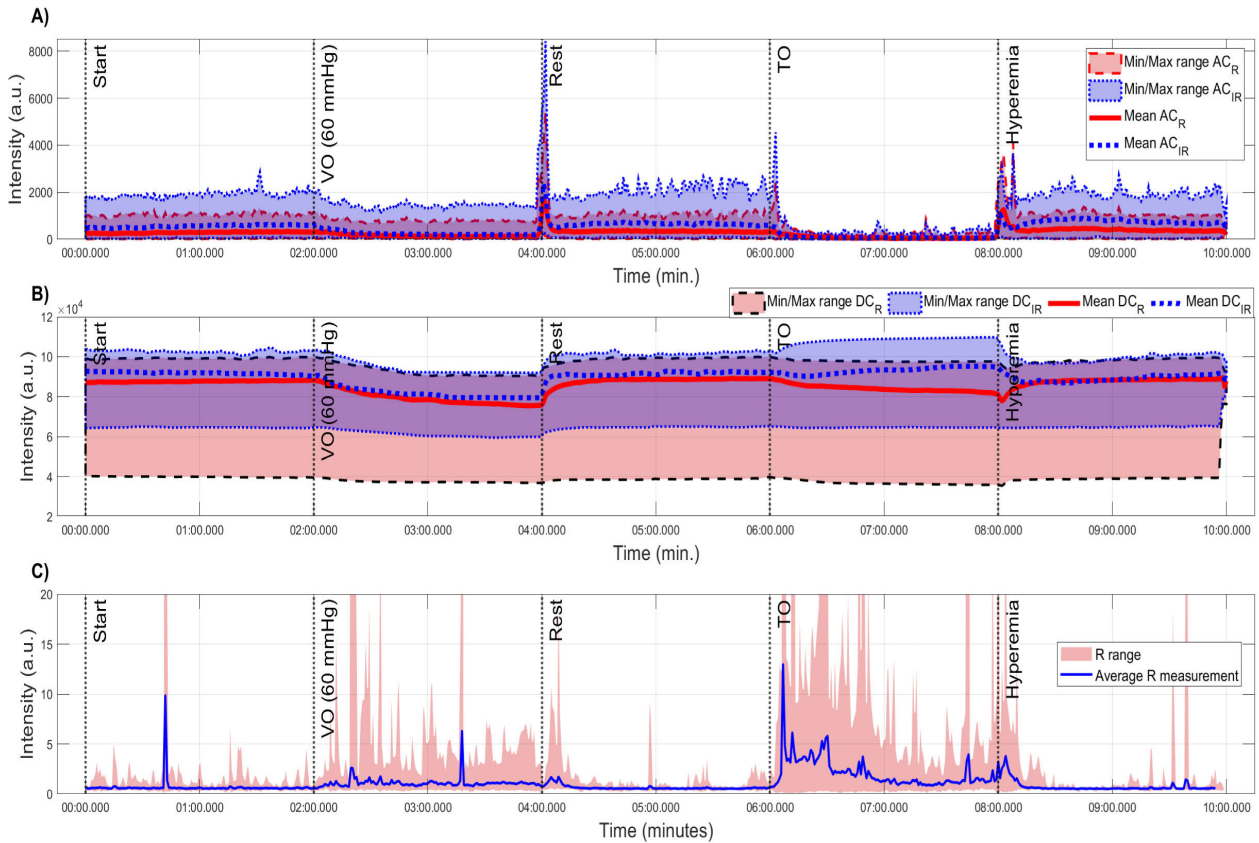 A)
Intensity (a.u.)
8000
6000
4000
2000
0
Start
VO (60 mmHg)
Rest
TO
Hyperemia
Min/Max range AC_R
Min/Max range AC_IR
Mean AC_R
Mean AC_IR
00:00.000 01:00.000 02:00.000 03:00.000 04:00.000 05:00.000 06:00.000 07:00.000 08:00.000 09:00.000 10:00.000
Time (min.)
B)
×10^4
Intensity (a.u.)
12
10
8
6
4
2
Min/Max range DC_R Min/Max range DC_IR Mean DC_R Mean DC_IR
Start
VO (60 mmHg)
Rest
TO
Hyperemia
00:00.000 01:00.000 02:00.000 03:00.000 04:00.000 05:00.000 06:00.000 07:00.000 08:00.000 09:00.000 10:00.000
Time (min.)
C)
Intensity (a.u.)
20
15
10
5
0
Start
VO (60 mmHg)
Rest
TO
Hyperemia
R range
Average R measurement
00:00.000 01:00.000 02:00.000 03:00.000 04:00.000 05:00.000 06:00.000 07:00.000 08:00.000 09:00.000 10:00.000
Time (minutes)